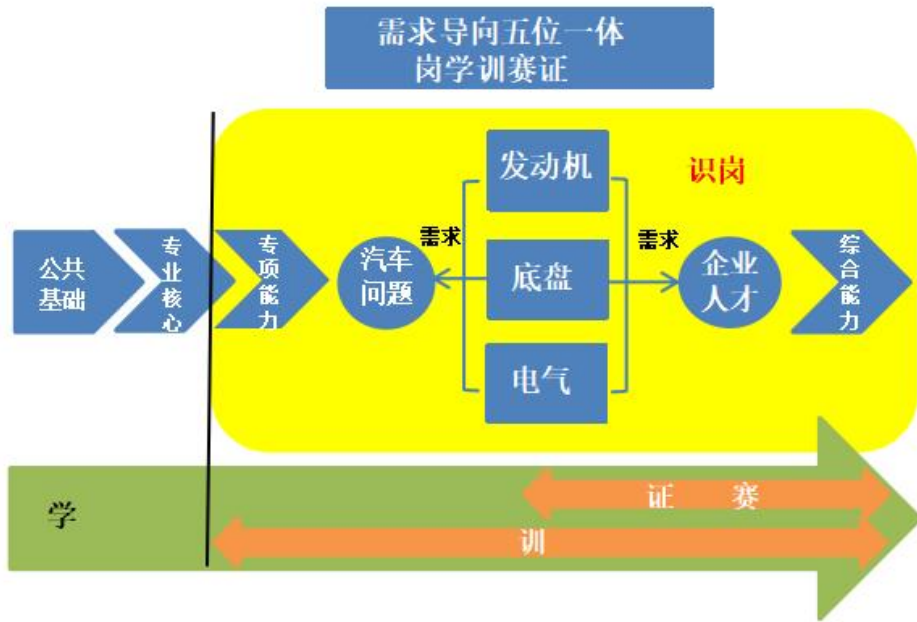 需求导向五位一体
岗学训赛证
发动机
识岗
公共
基础
专业核心
专项能力
汽车
问题
需求
底盘
需求
企业
人才
综合能力
电气
证 赛
学
训